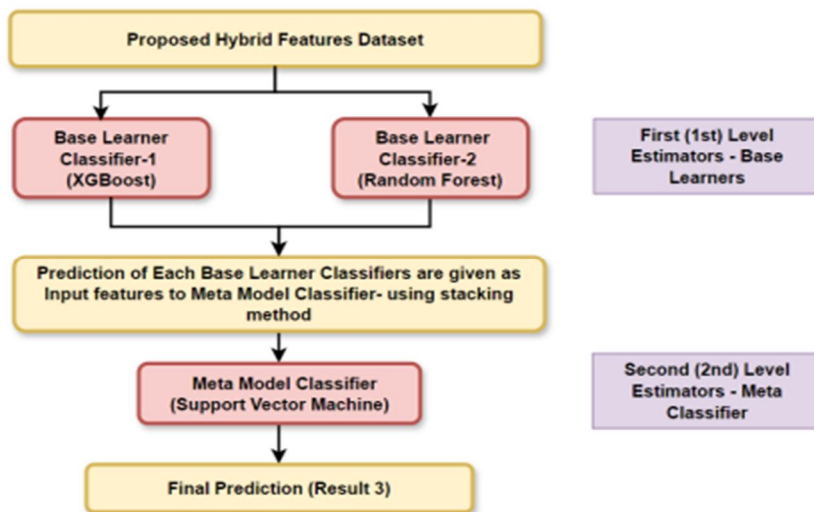 Proposed Hybrid Features Dataset
Base Learner
Classifier-1
(XGBoost)
Base Learner
Classifier-2
(Random Forest)
First (1st) Level
Estimators - Base
Learners
Prediction of Each Base Learner Classifiers are given as
Input features to Meta Model Classifier- using stacking
method
Meta Model Classifier
(Support Vector Machine)
Second (2nd) Level
Estimators - Meta
Classifier
Final Prediction (Result 3)